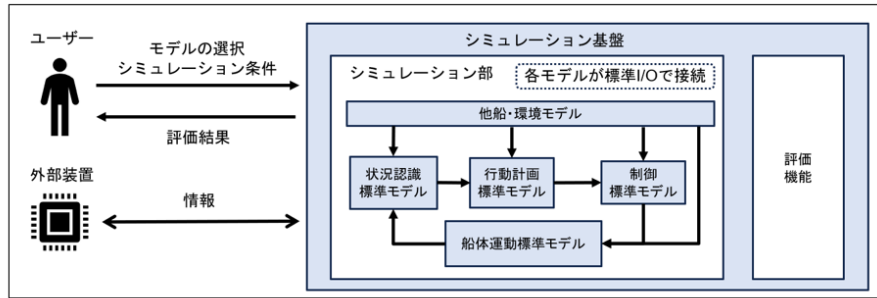 ユーザー
モデルの選択
シミュレーション条件
評価結果
外部装置
情報
シミュレーション基盤
シミュレーション部
各モデルが標準I/Oで接続
他船・環境モデル
状況認識
標準モデル
行動計画
標準モデル
制御
標準モデル
船体運動標準モデル
評価
機能